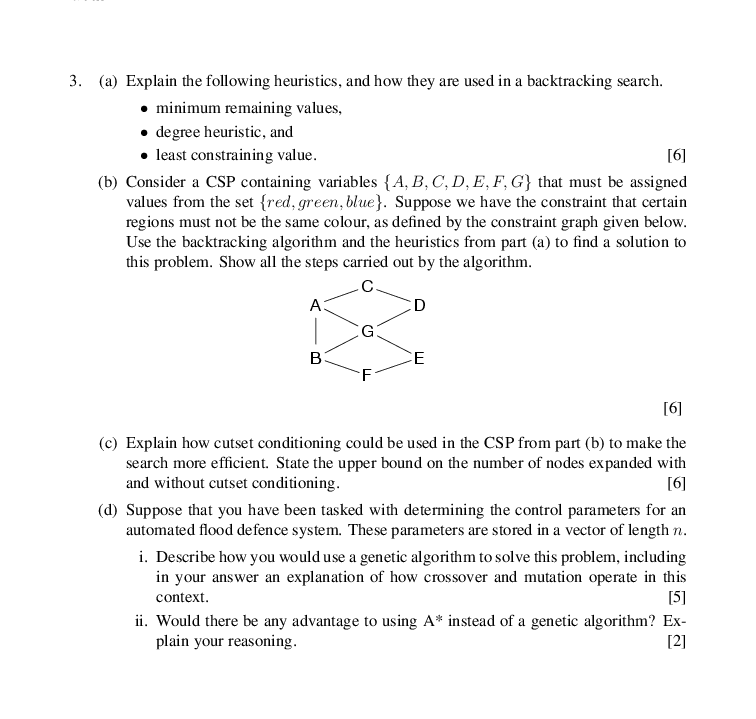 3. (a) Explain the following heuristics, and how they are used in a backtracking search.
• minimum remaining values,
• degree heuristic, and
• least constraining value. [6]
(b) Consider a CSP containing variables {A, B, C, D, E, F, G} that must be assigned
values from the set {red, green, blue}. Suppose we have the constraint that certain
regions must not be the same colour, as defined by the constraint graph given below.
Use the backtracking algorithm and the heuristics from part (a) to find a solution to
this problem. Show all the steps carried out by the algorithm.
C
A D
G
B E
F
[6]
(c) Explain how cutset conditioning could be used in the CSP from part (b) to make the
search more efficient. State the upper bound on the number of nodes expanded with
and without cutset conditioning. [6]
(d) Suppose that you have been tasked with determining the control parameters for an
automated flood defence system. These parameters are stored in a vector of length n.
i. Describe how you would use a genetic algorithm to solve this problem, including
in your answer an explanation of how crossover and mutation operate in this
context. [5]
ii. Would there be any advantage to using A* instead of a genetic algorithm? Ex-
plain your reasoning. [2]